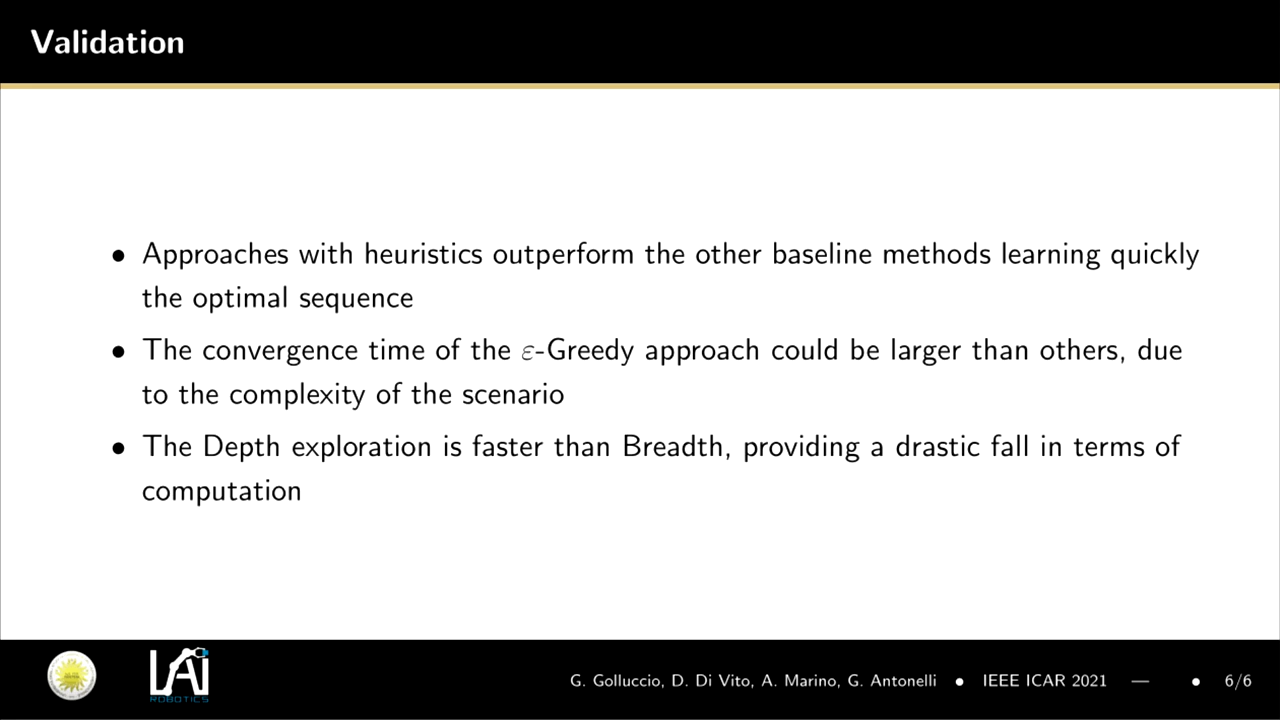 Validation
• Approaches with heuristics outperform the other baseline methods learning quickly
the optimal sequence
• The convergence time of the ε-Greedy approach could be larger than others, due
to the complexity of the scenario
• The Depth exploration is faster than Breadth, providing a drastic fall in terms of
computation
LAI
ROBOTICS
G. Golluccio, D. Di Vito, A. Marino, G. Antonelli • IEEE ICAR 2021 — • 6/6